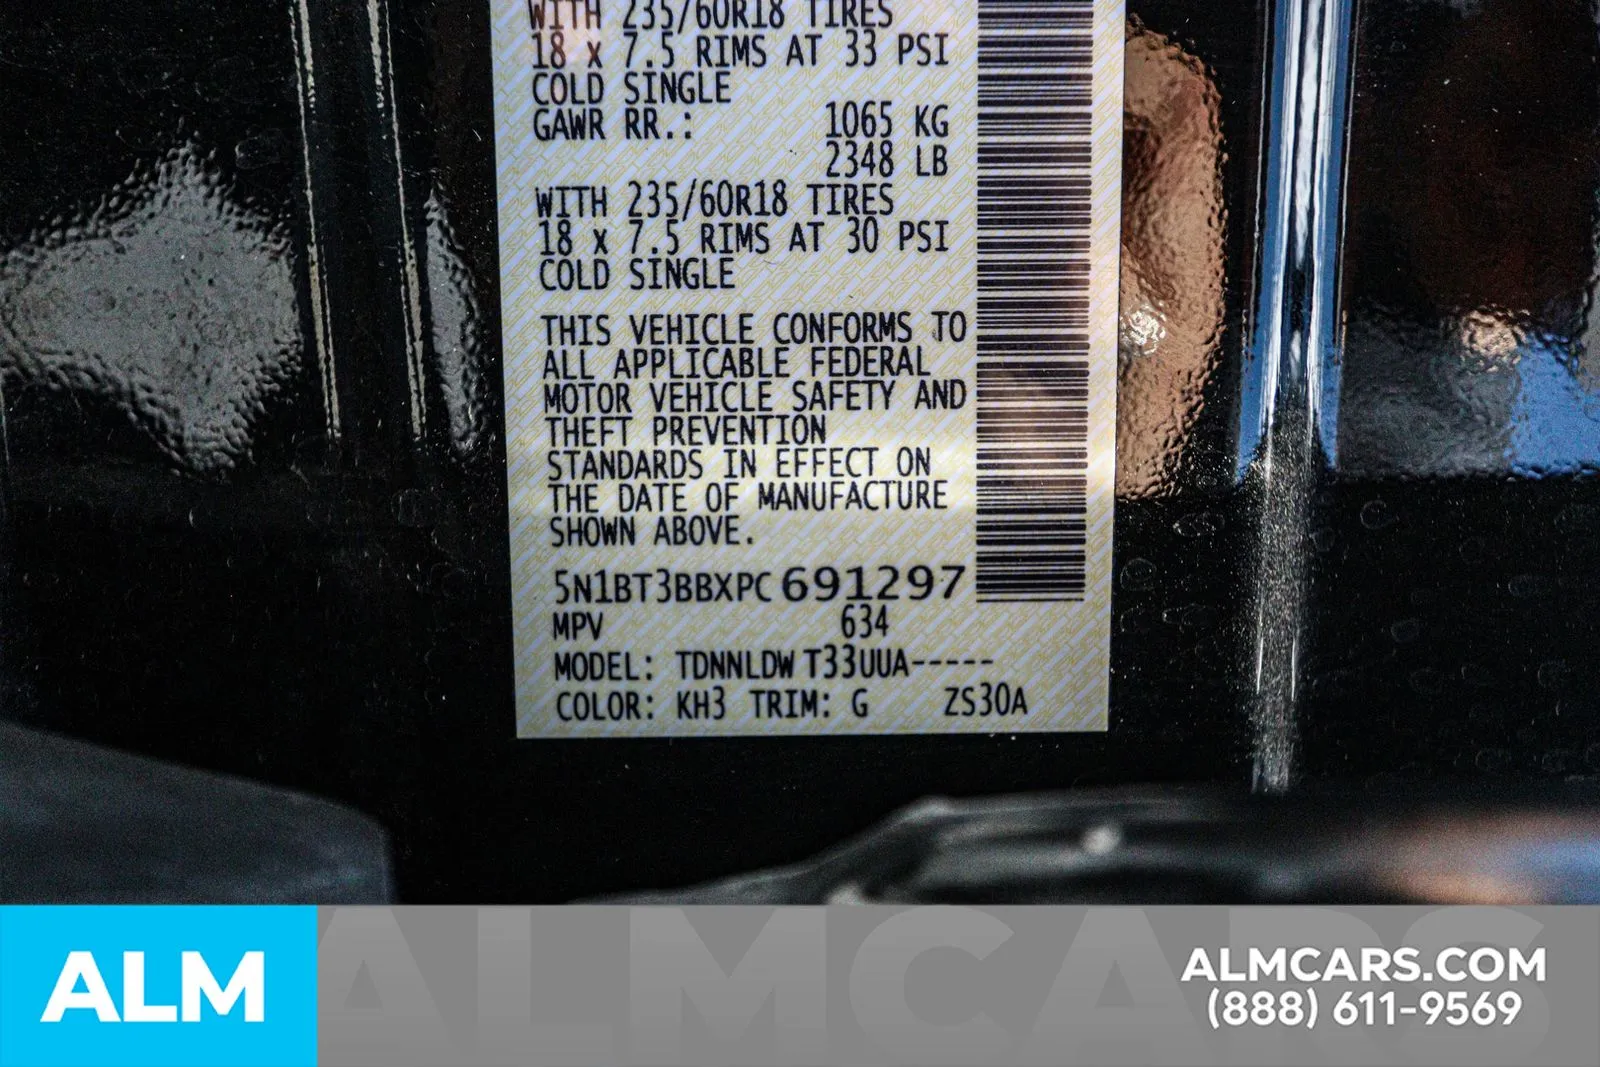 WITH 235/60R18 TIRES
18 x 7.5 RIMS AT 33 PSI
COLD SINGLE
GAWR RR.: 1065 KG
2348 LB
WITH 235/60R18 TIRES
18 x 7.5 RIMS AT 30 PSI
COLD SINGLE
THIS VEHICLE CONFORMS TO
ALL APPLICABLE FEDERAL
MOTOR VEHICLE SAFETY AND
THEFT PREVENTION
STANDARDS IN EFFECT ON
THE DATE OF MANUFACTURE
SHOWN ABOVE.
5N1BT3BBXPC691297
MPV 634
MODEL: TDNNLDW T33UUA-----
COLOR: KH3 TRIM: G ZS30A
ALM
ALMCARS
ALMCARS.COM
(888) 611-9569